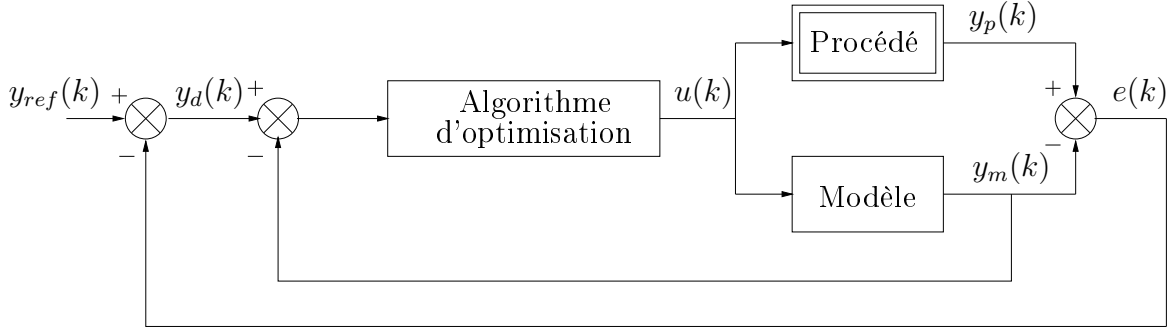 y_p(k)
Procédé
y_ref(k)
+
y_d(k)
+
Algorithme
d'optimisation
u(k)
+
e(k)
−
−
−
y_m(k)
Modèle